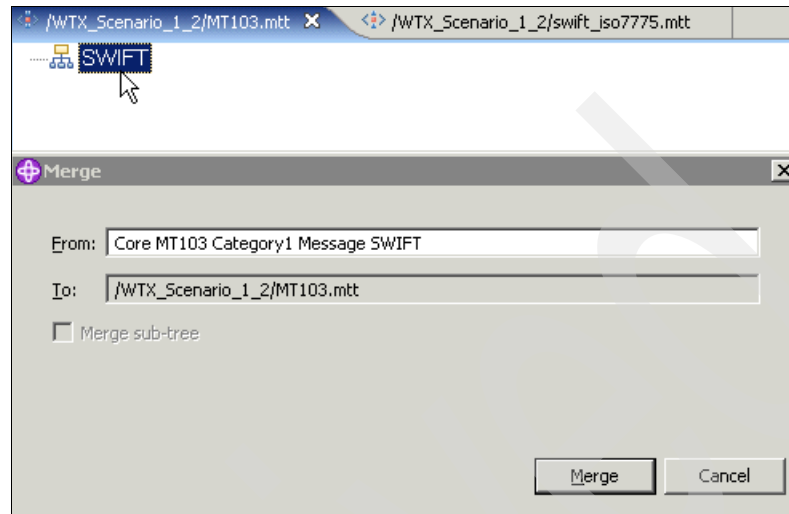 /WTX_Scenario_1_2/MT103.mtt /WTX_Scenario_1_2/swift_iso7775.mtt
SWIFT
Merge
From: Core MT103 Category1 Message SWIFT
To: /WTX_Scenario_1_2/MT103.mtt
Merge sub-tree
Merge Cancel